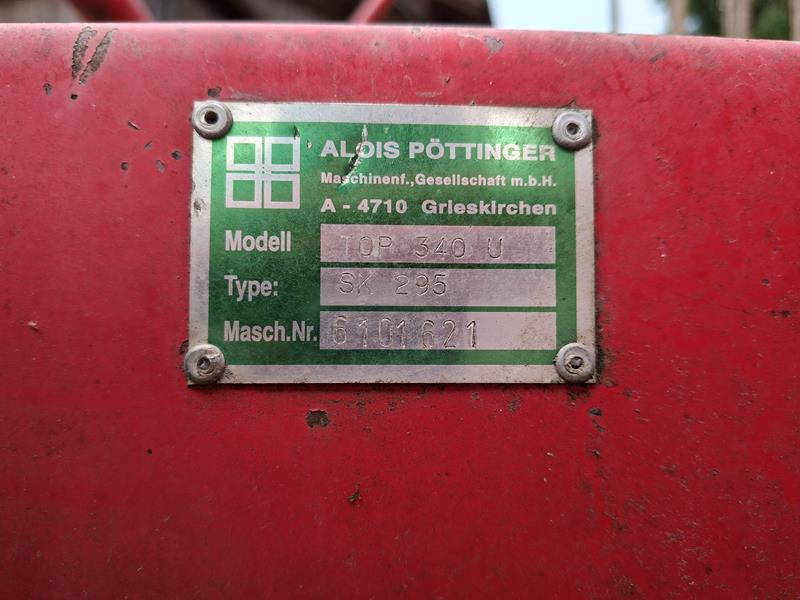 ALOIS PÖTTINGER
Maschinenf.,Gesellschaft m.b.H.
A - 4710 Grieskirchen
Modell TOP 340 U
Type: SK 295
Masch.Nr. 6101621